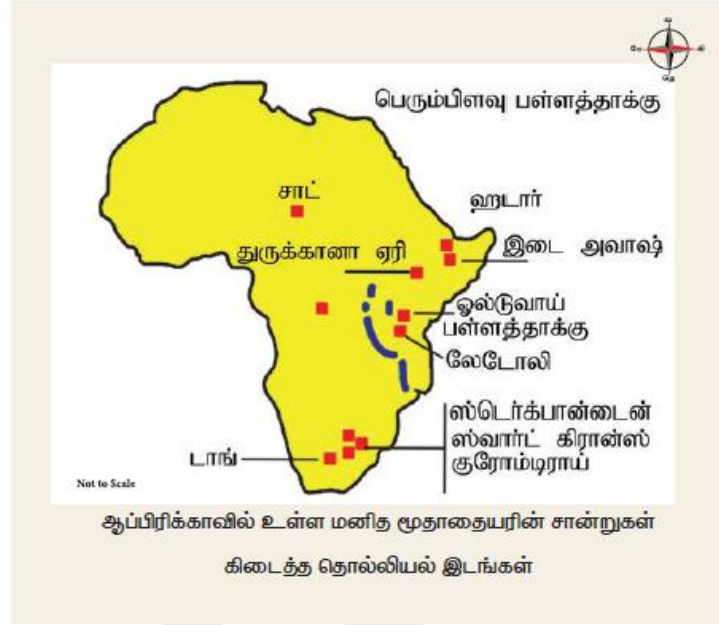 வ
மே
கி
தெ
பெரும்பிளவு பள்ளத்தாக்கு
சாட்
ஹடார்
துருக்கானா ஏரி
இடை அவாஷ்
ஓல்டுவாய்
பள்ளத்தாக்கு
லேடோலி
ஸ்டெர்க்பான்டைன்
ஸ்வார்ட் கிரான்ஸ்
குரோம்டிராய்
டாங்
Not to Scale
ஆப்பிரிக்காவில் உள்ள மனித மூதாதையரின் சான்றுகள்
கிடைத்த தொல்லியல் இடங்கள்